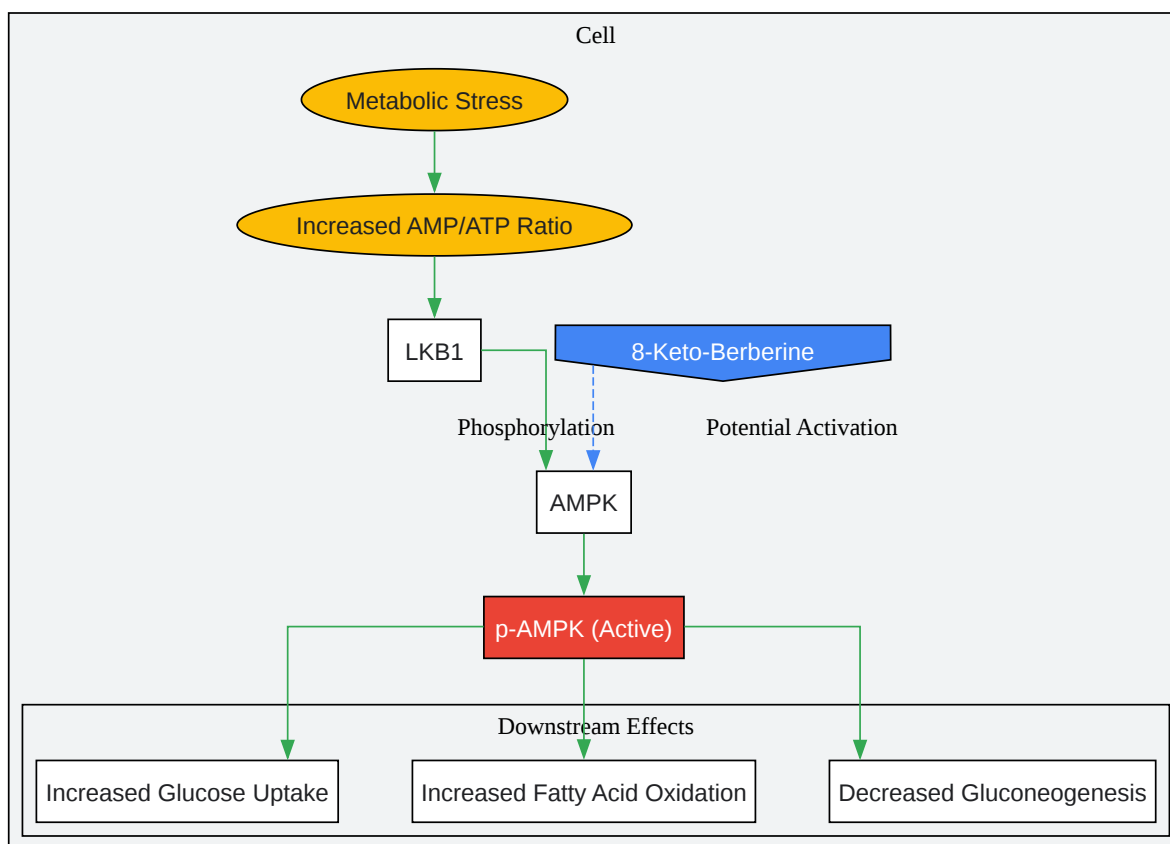 Cell
Metabolic Stress
Increased AMP/ATP Ratio
LKB1
8-Keto-Berberine
Phosphorylation
Potential Activation
AMPK
p-AMPK (Active)
Downstream Effects
Increased Glucose Uptake
Increased Fatty Acid Oxidation
Decreased Gluconeogenesis